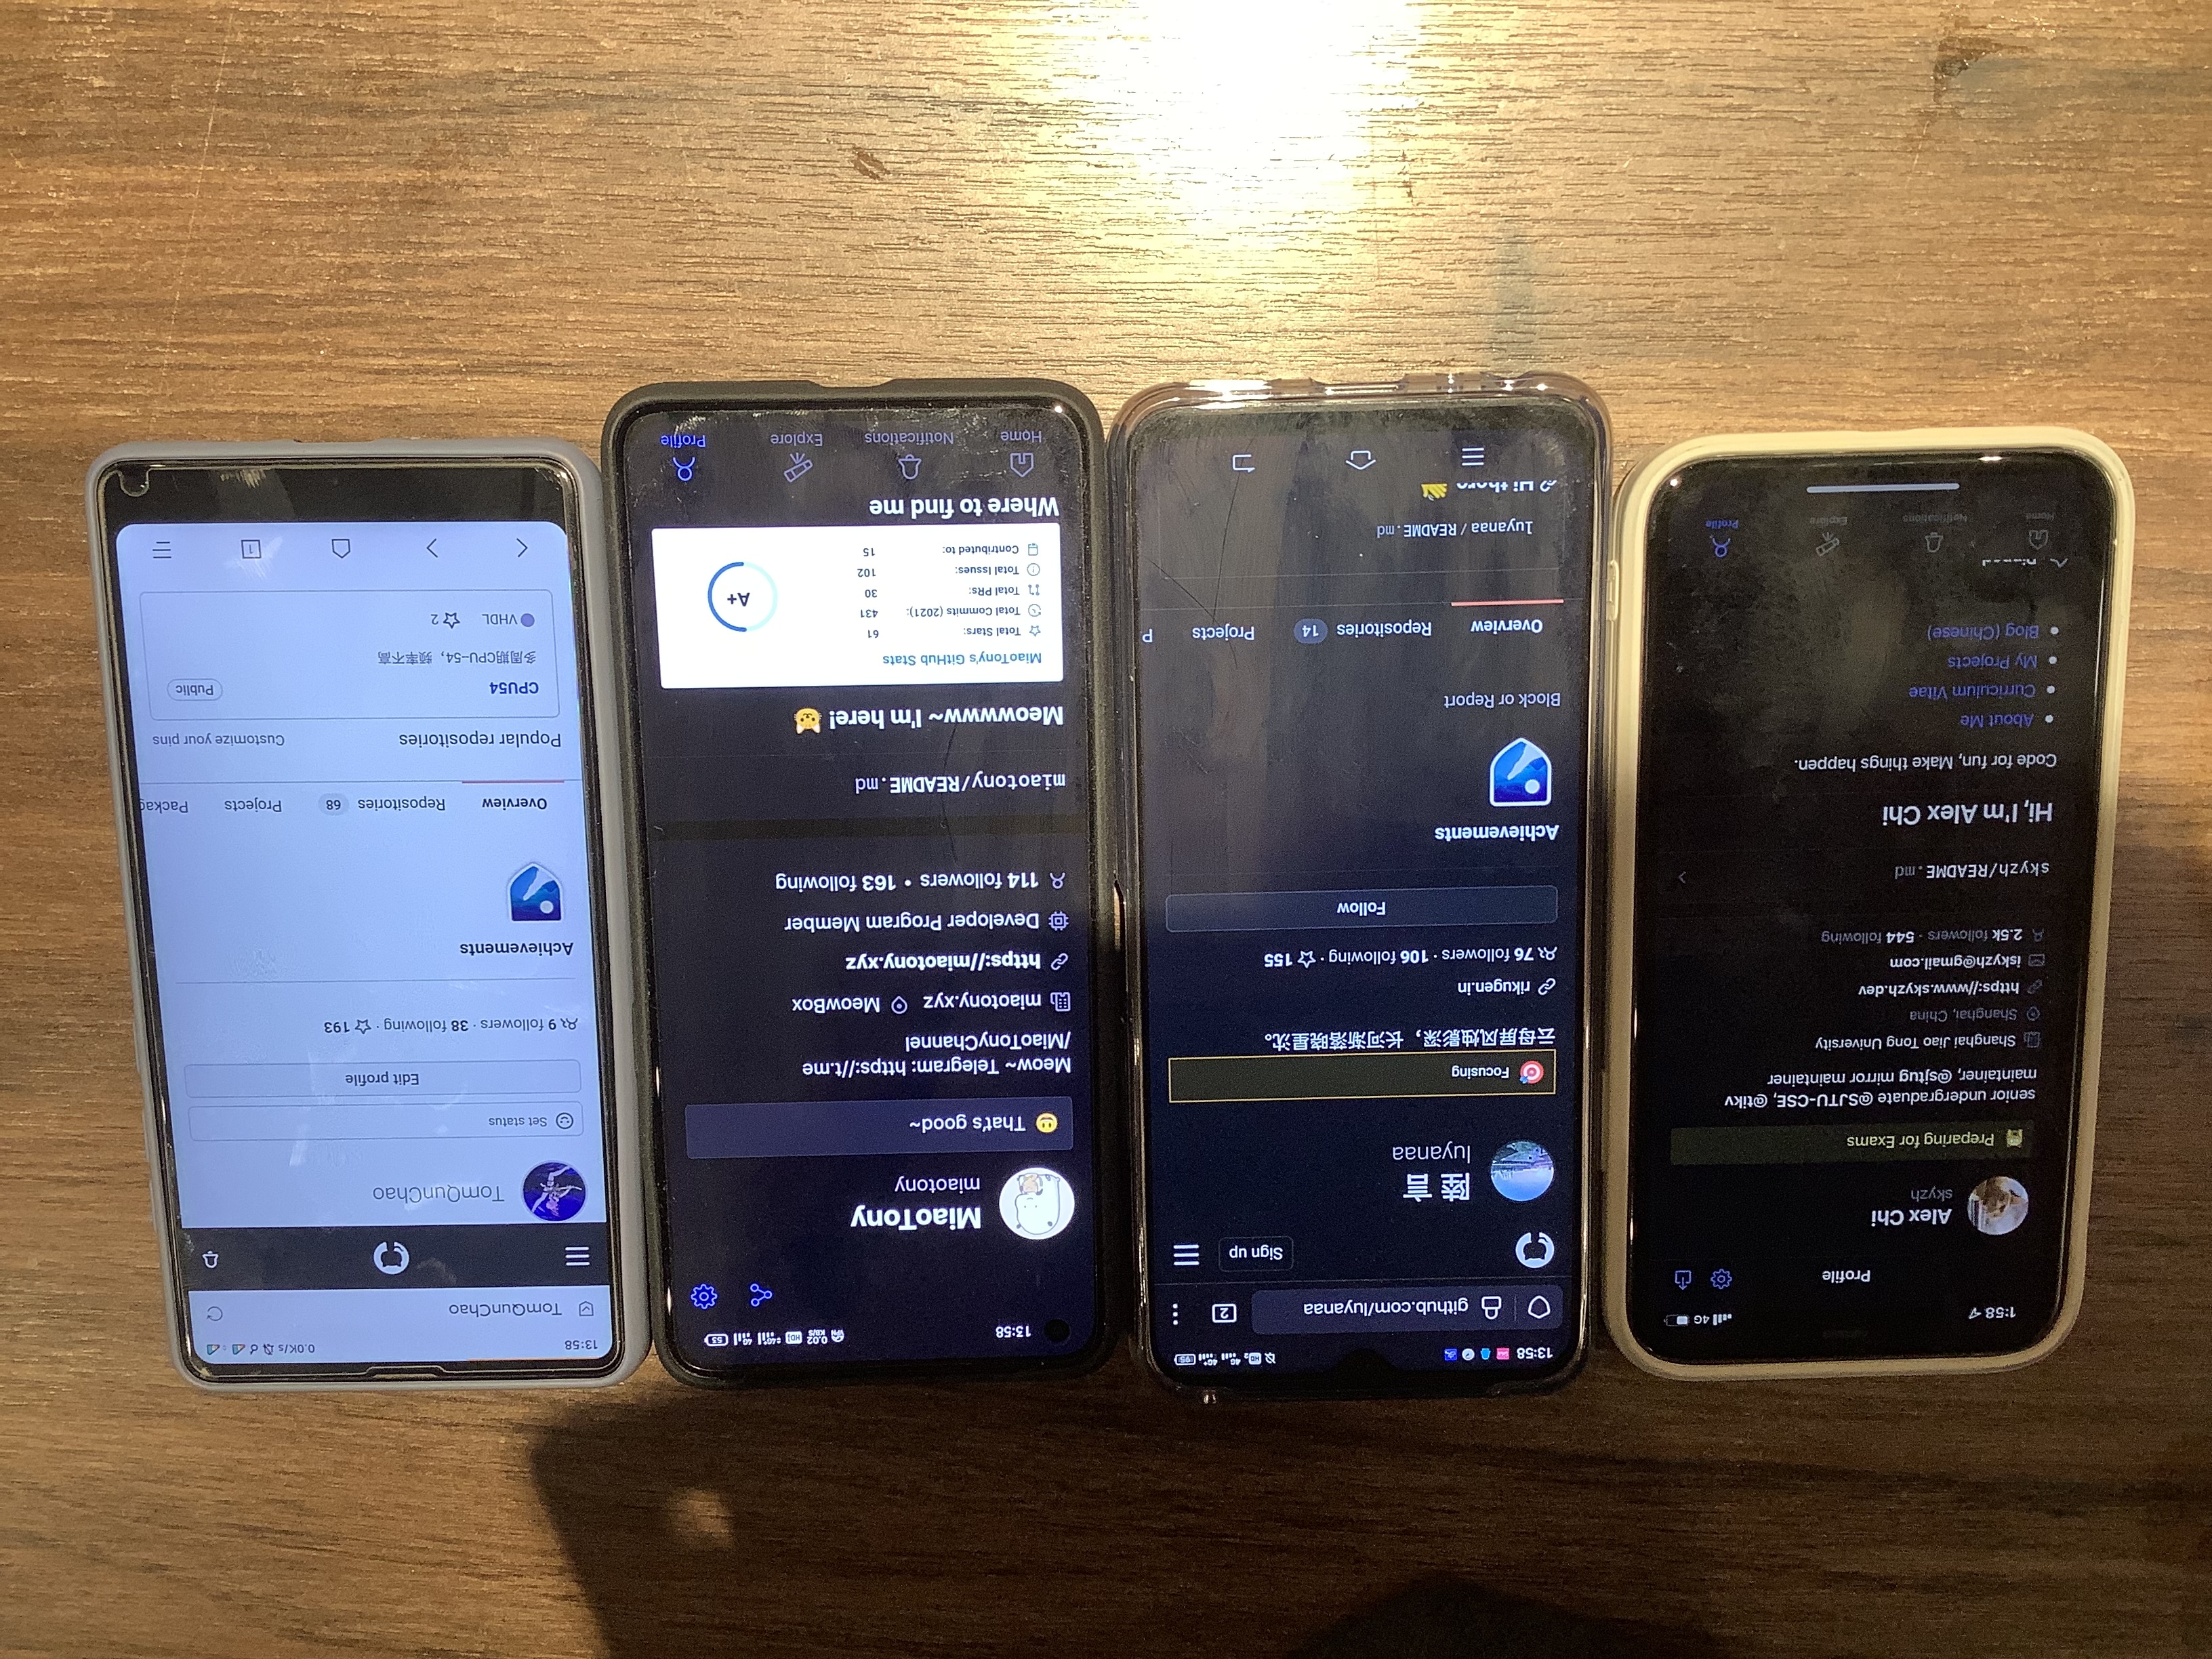 1:58
4G
Profile
Alex Chi
skyzh
Preparing for Exams
senior undergraduate @SJTU-CSE, @tikv
maintainer, @sjtug mirror maintainer
Shanghai Jiao Tong University
Shanghai, China
https://www.skyzh.dev
iskyzh@gmail.com
2.5k followers · 544 following
skyzh/README.md
Hi, I'm Alex Chi
Code for fun, Make things happen.
About Me
Curriculum Vitae
My Projects
Blog (Chinese)
Pinned
Home Notifications Explore Profile
13:58
95
github.com/luyanaa 2
Sign up
陸 言
luyanaa
Focusing
云母屏风烛影深，长河渐落晓星沈。
rikugen.in
76 followers · 106 following · 155
Follow
Achievements
Block or Report
Overview Repositories 14 Projects P
luyanaa / README.md
Hi there
13:58
0.02 KB/s 53
MiaoTony
miaotony
That's good~
Meow~ Telegram: https://t.me
/MiaoTonyChannel
miaotony.xyz MeowBox
https://miaotony.xyz
Developer Program Member
114 followers • 163 following
miaotony/README.md
Meowwww~ I'm here!
MiaoTony's GitHub Stats
Total Stars: 61
Total Commits (2021): 431
Total PRs: 30
Total Issues: 102
Contributed to: 15
A+
Where to find me
Home Notifications Explore Profile
13:58 0.0K/s
TomQunChao
TomQunChao
Set status
Edit profile
9 followers · 38 following · 193
Achievements
Overview Repositories 68 Projects Packag
Popular repositories Customize your pins
CPU54 Public
多周期CPU-54，频率不高
VHDL 2
1